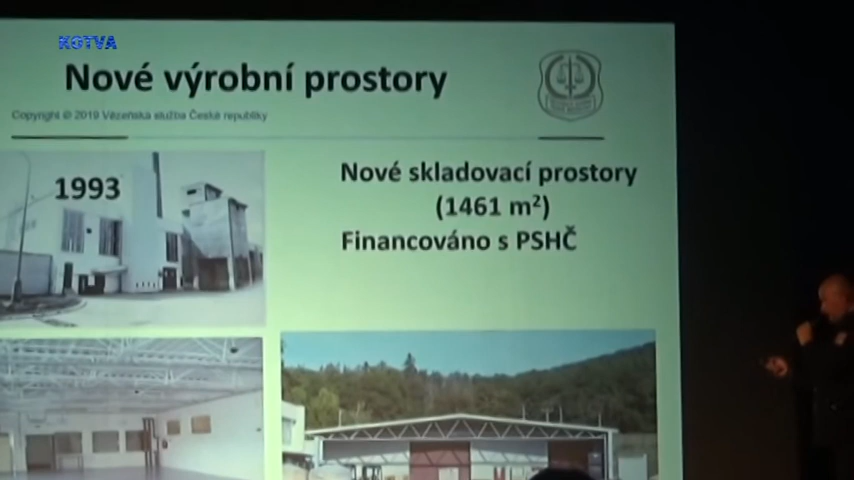 KOTVA
Nové výrobní prostory
Copyright © 2019 Vězeňská služba České republiky
1993
Nové skladovací prostory
(1461 m²)
Financováno s PSHČ